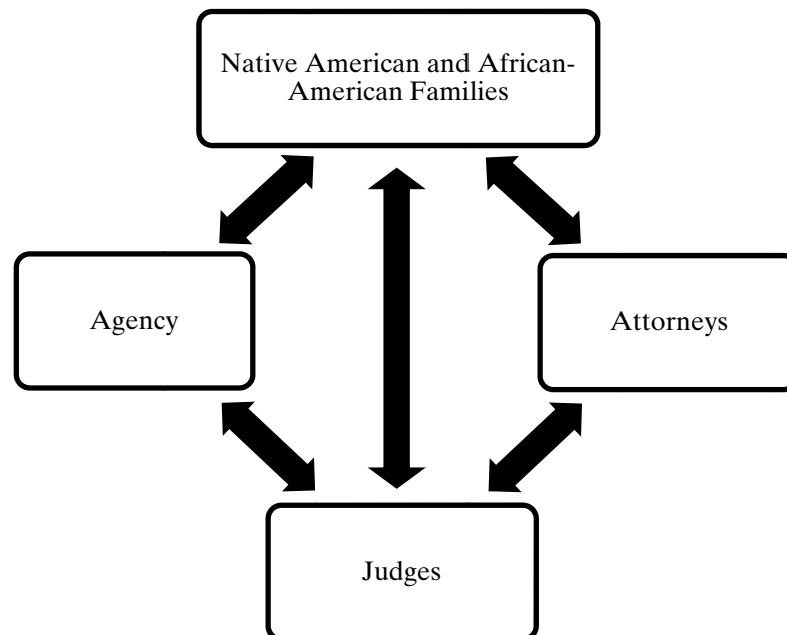 Native American and African-
American Families
Agency
Attorneys
Judges